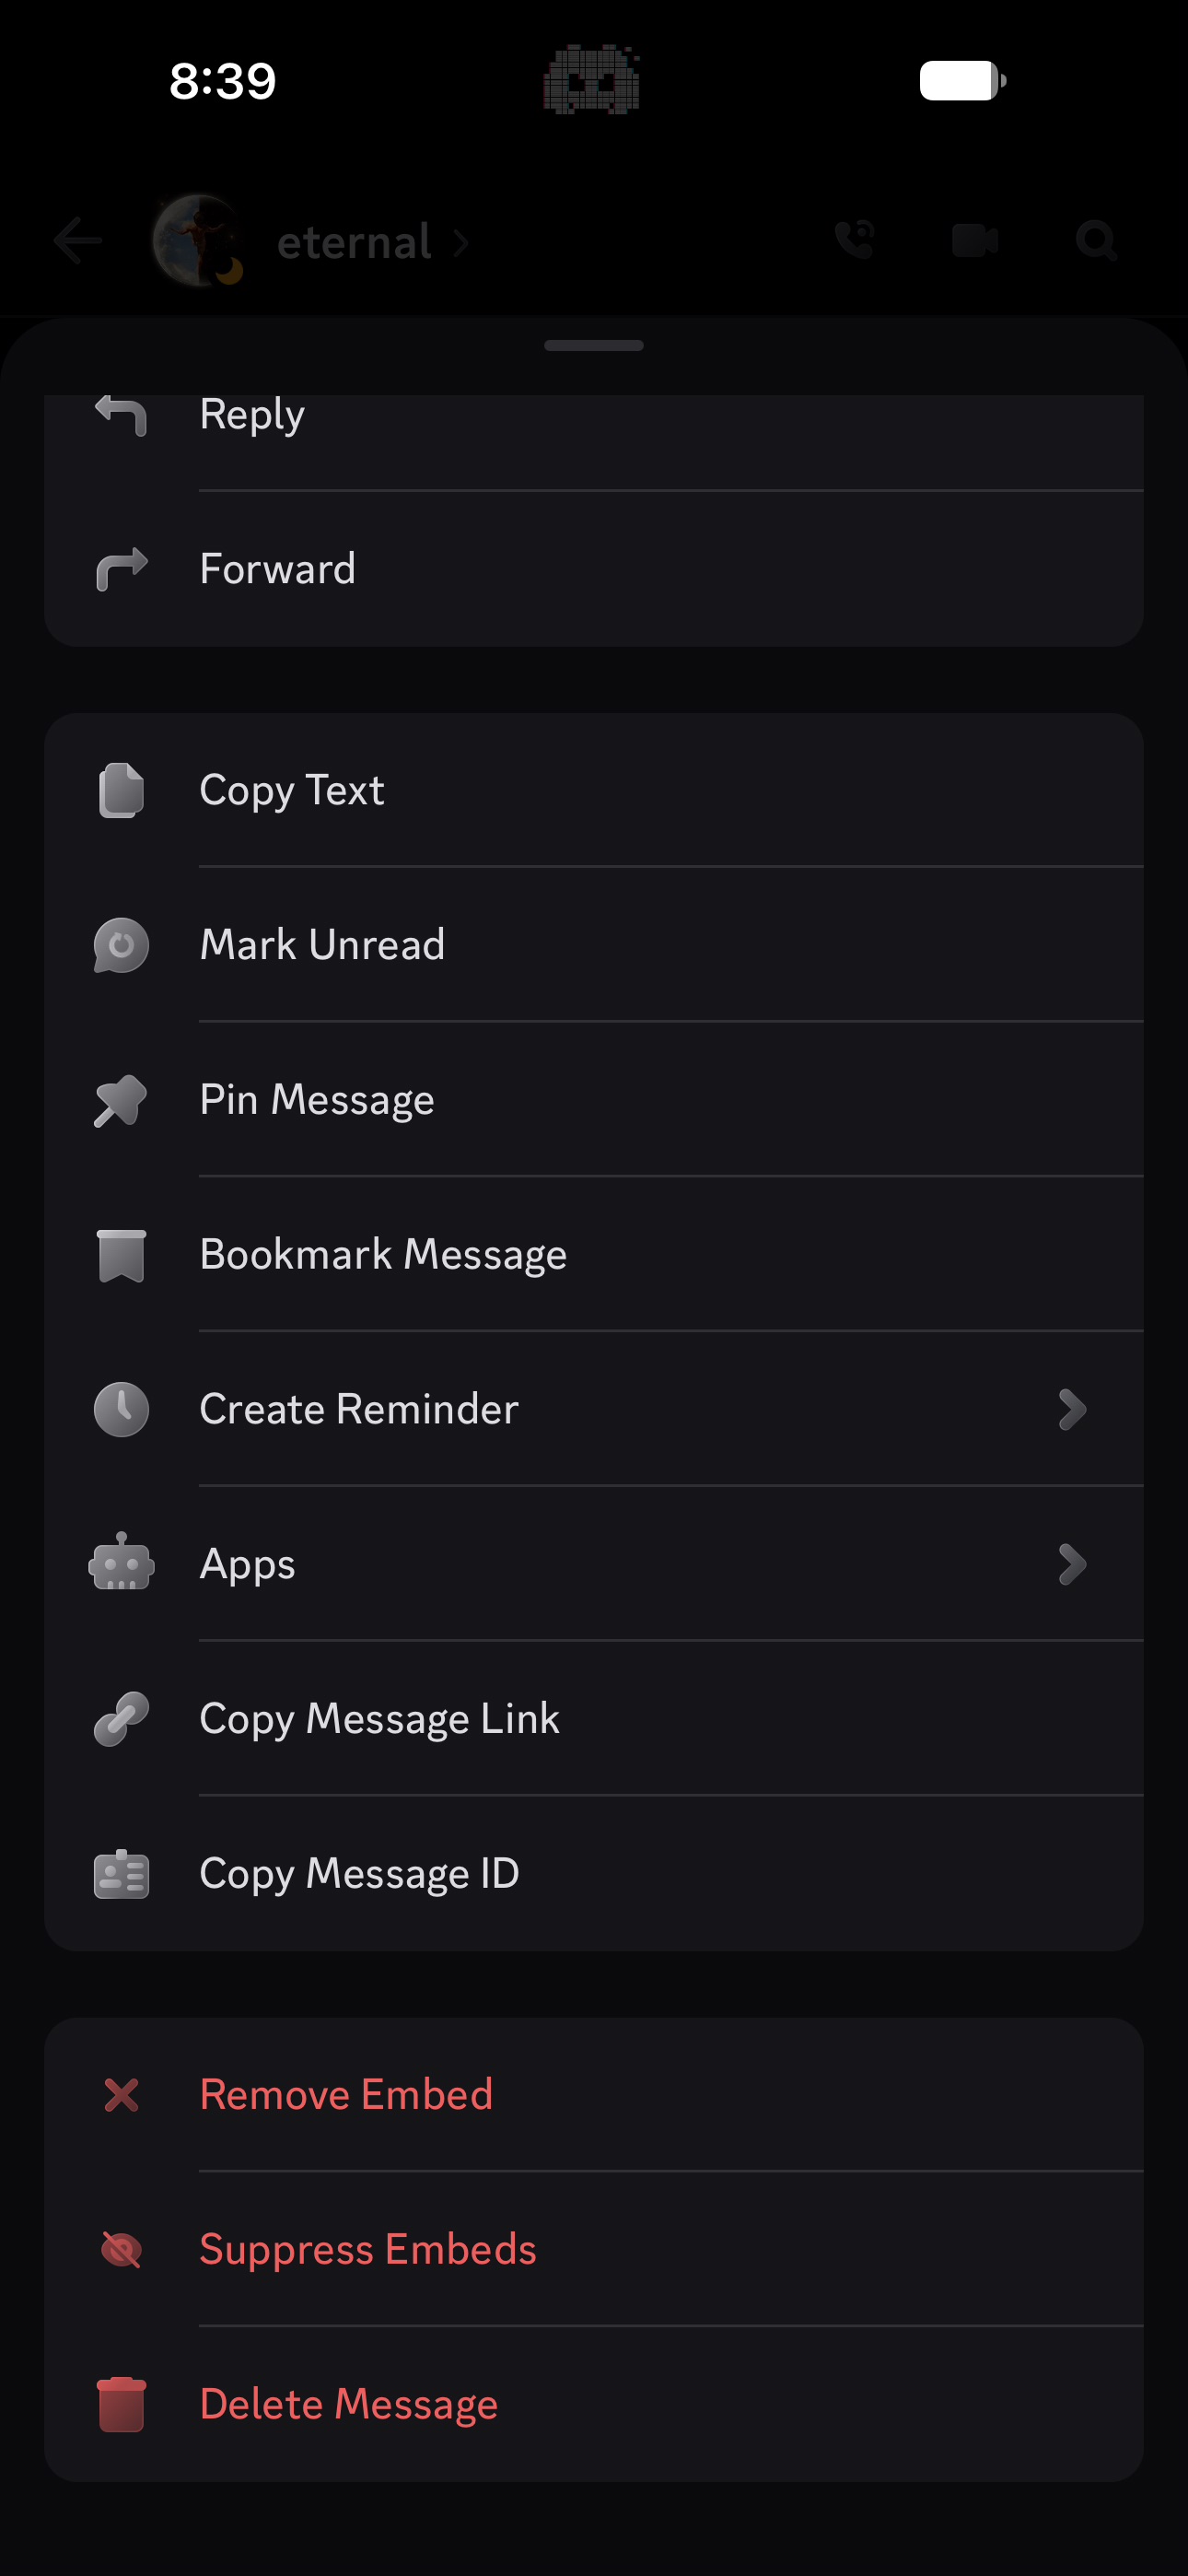 8:39
eternal
Reply
Forward
Copy Text
Mark Unread
Pin Message
Bookmark Message
Create Reminder
Apps
Copy Message Link
Copy Message ID
Remove Embed
Suppress Embeds
Delete Message